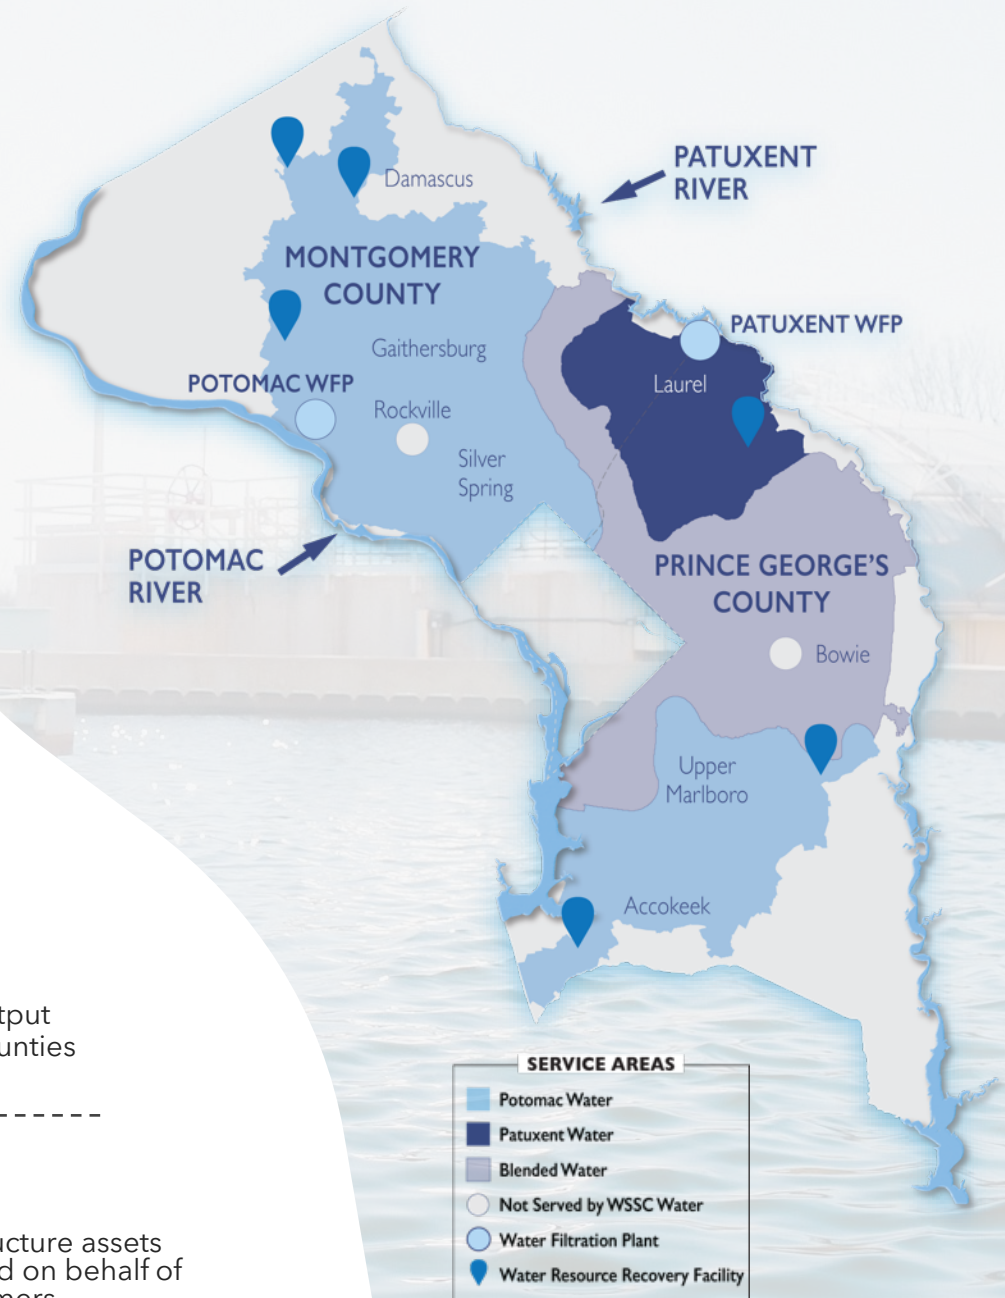 PATUXENT
RIVER
Damascus
MONTGOMERY
COUNTY
PATUXENT WFP
Gaithersburg
POTOMAC WFP
Laurel
Rockville
Silver
Spring
POTOMAC
RIVER
PRINCE GEORGE'S
COUNTY
Bowie
Upper
Marlboro
Accokeek
tput
unties
SERVICE AREAS
Potomac Water
Patuxent Water
Blended Water
Not Served by WSSC Water
Water Filtration Plant
Water Resource Recovery Facility
ucture assets
d on behalf of